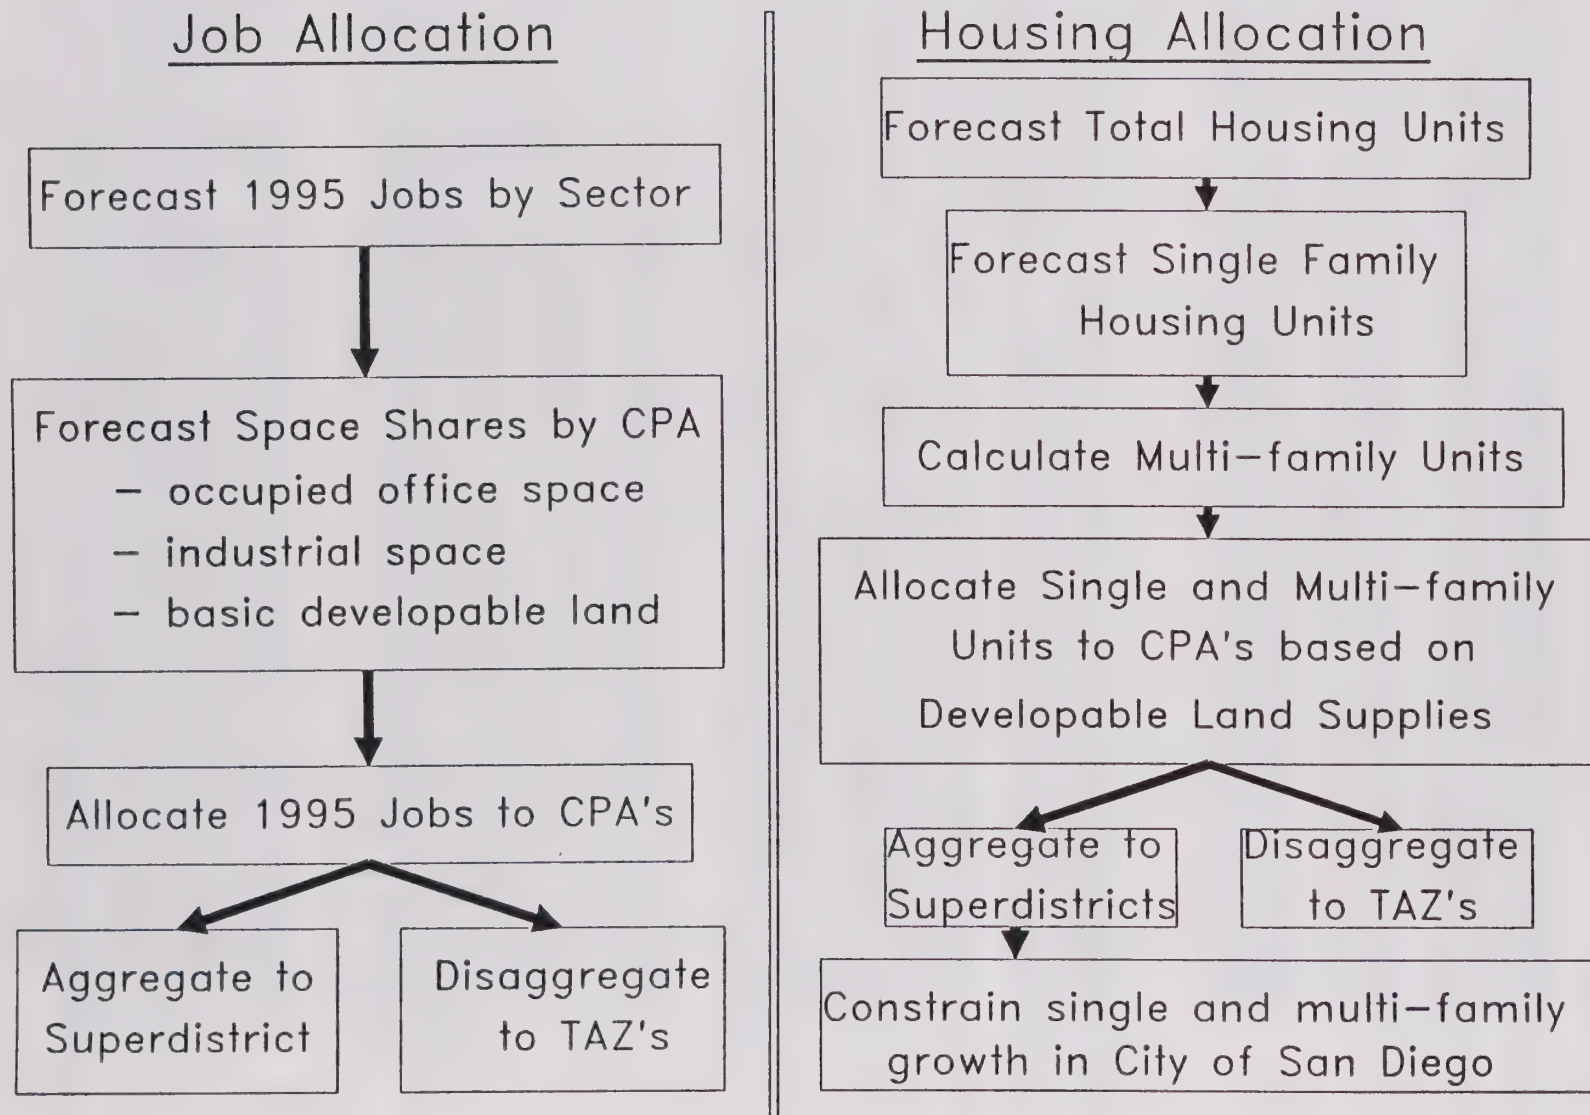 Job Allocation
Forecast 1995 Jobs by Sector
Forecast Space Shares by CPA
– occupied office space
– industrial space
– basic developable land
Allocate 1995 Jobs to CPA's
Aggregate to
Superdistrict
Disaggregate
to TAZ's
Housing Allocation
Forecast Total Housing Units
Forecast Single Family
Housing Units
Calculate Multi–family Units
Allocate Single and Multi–family
Units to CPA's based on
Developable Land Supplies
Aggregate to
Superdistricts
Disaggregate
to TAZ's
Constrain single and multi–family
growth in City of San Diego